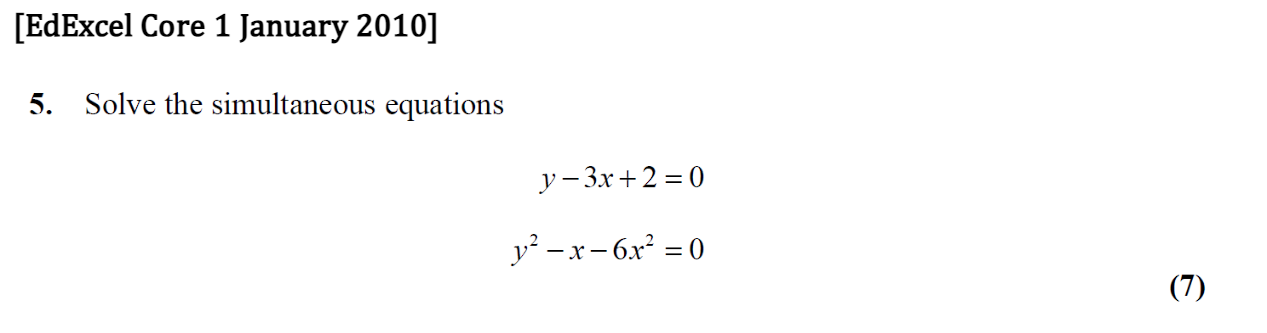 [EdExcel Core 1 January 2010]
5. Solve the simultaneous equations
y − 3x + 2 = 0
y² − x − 6x² = 0
(7)